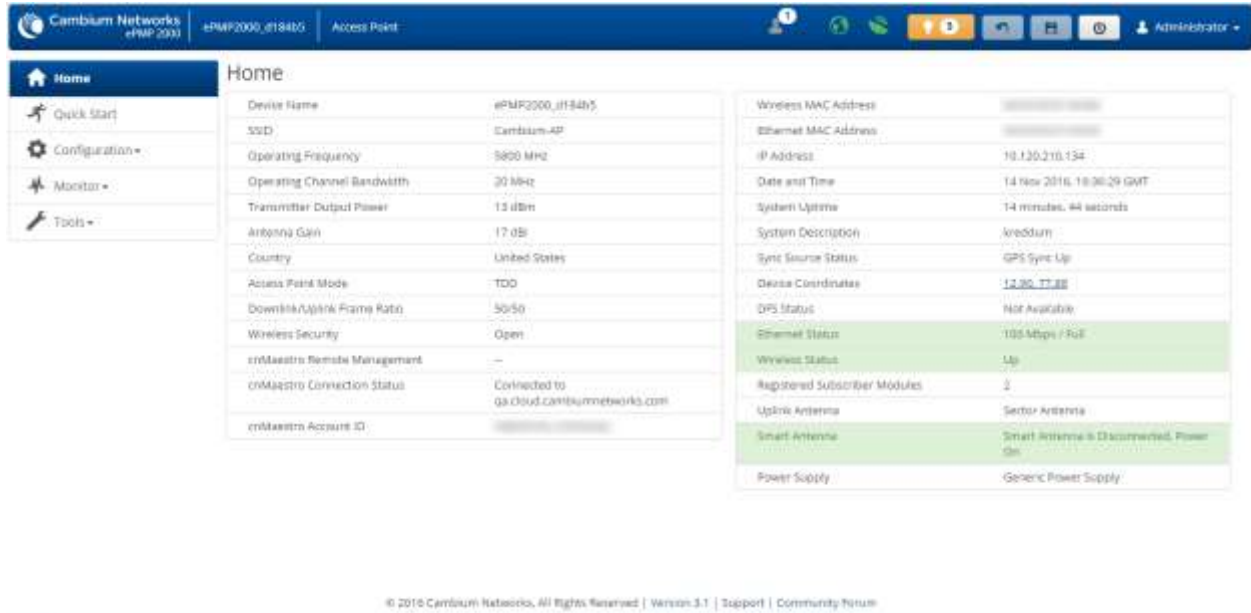 Cambium Networks
ePMP 2000
ePMP2000_d184b5
Access Point
1
3
Administrator
Home
Quick Start
Configuration
Monitor
Tools
Home
Device Name ePMP2000_d184b5
SSID Cambium-AP
Operating Frequency 5800 MHz
Operating Channel Bandwidth 20 MHz
Transmitter Output Power 13 dBm
Antenna Gain 17 dBi
Country United States
Access Point Mode TDD
Downlink/Uplink Frame Ratio 50/50
Wireless Security Open
cnMaestro Remote Management --
cnMaestro Connection Status Connected to
qa.cloud.cambiumnetworks.com
cnMaestro Account ID
Wireless MAC Address
Ethernet MAC Address
IP Address 10.120.210.134
Date and Time 14 Nov 2016, GMT
System Uptime 14 minutes, 44 seconds
System Description kreddum
Sync Source Status GPS Sync Up
Device Coordinates
DFS Status Not Available
Ethernet Status 100 Mbps / Full
Wireless Status Up
Registered Subscriber Modules 2
Uplink Antenna Sector Antenna
Smart Antenna Smart Antenna is Disconnected, Power
On
Power Supply Generic Power Supply
© 2016 Cambium Networks, All Rights Reserved | Version 3.1 | Support | Community Forum